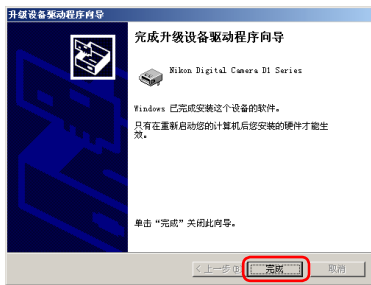 升级设备驱动程序向导
完成升级设备驱动程序向导
Nikon Digital Camera D1 Series
Windows 已完成安装这个设备的软件。
只有在重新启动您的计算机后您安装的硬件才能生
效。
单击“完成”关闭此向导。
< 上一步(B) 完成 取消